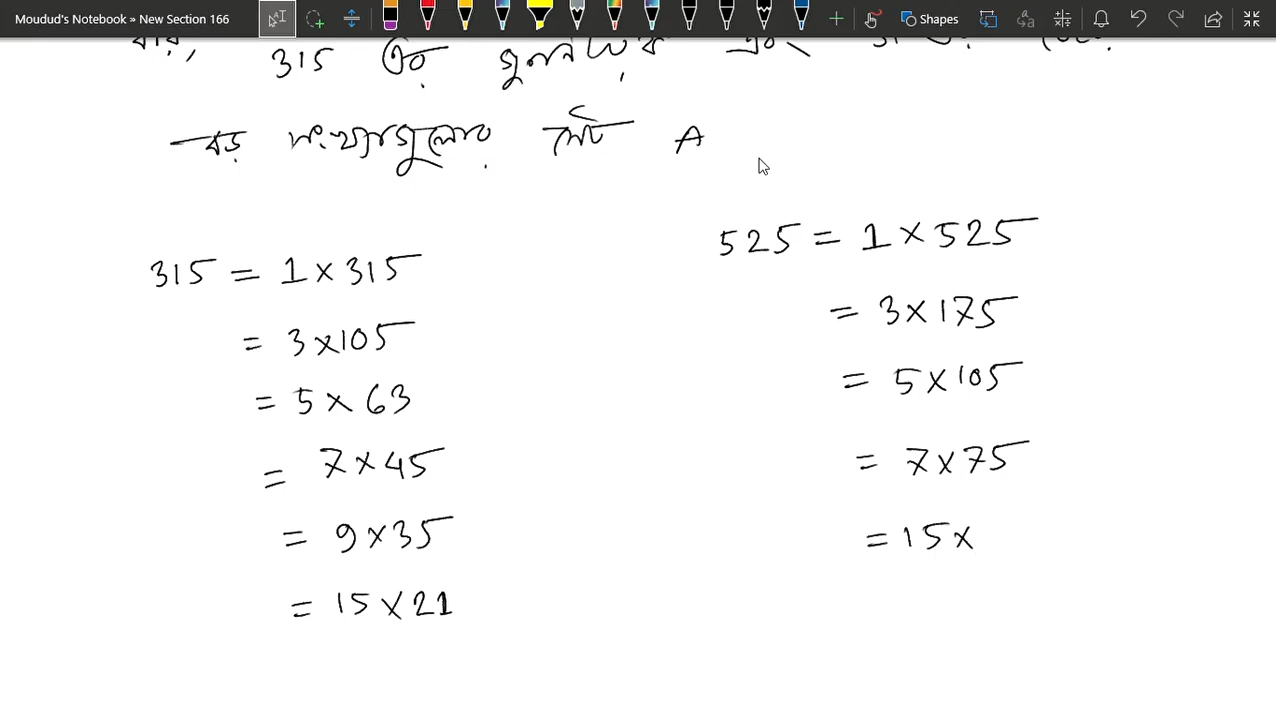 Moudud's Notebook » New Section 166
Shapes
315 এর গুণনীয়ক এবং
বড় সংখ্যাগুলোর সেট A
315 = 1 × 315
= 3 × 105
= 5 × 63
= 7 × 45
= 9 × 35
= 15 × 21
525 = 1 × 525
= 3 × 175
= 5 × 105
= 7 × 75
= 15 ×